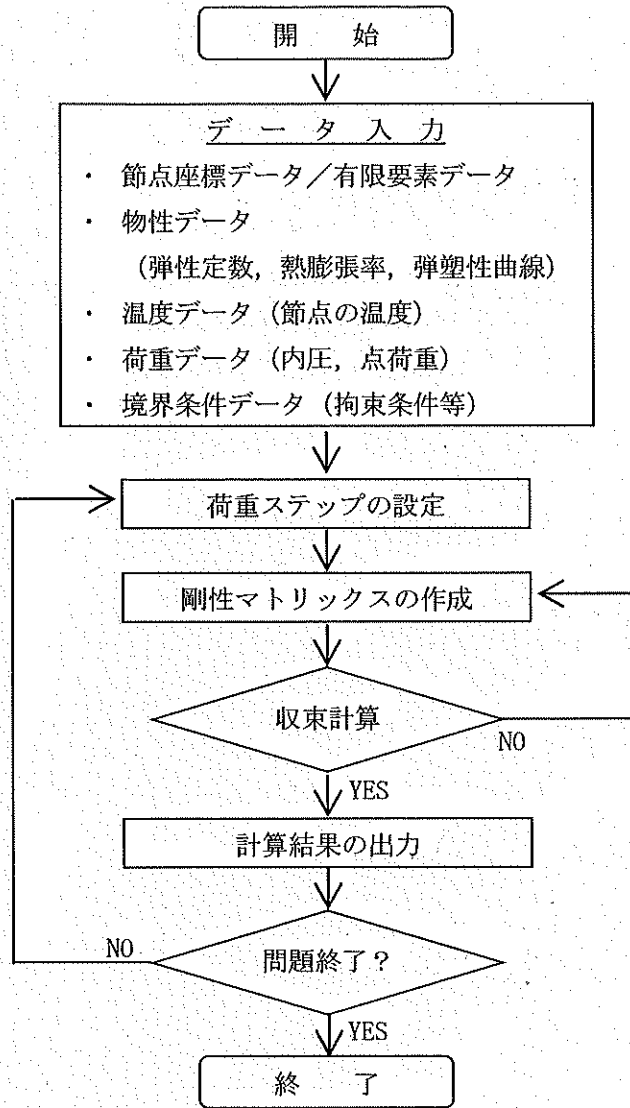 開　始
データ入力
・ 節点座標データ／有限要素データ
・ 物性データ
（弾性定数，熱膨張率，弾塑性曲線）
・ 温度データ（節点の温度）
・ 荷重データ（内圧，点荷重）
・ 境界条件データ（拘束条件等）
荷重ステップの設定
剛性マトリックスの作成
収束計算
NO
YES
計算結果の出力
NO
問題終了？
YES
終　了